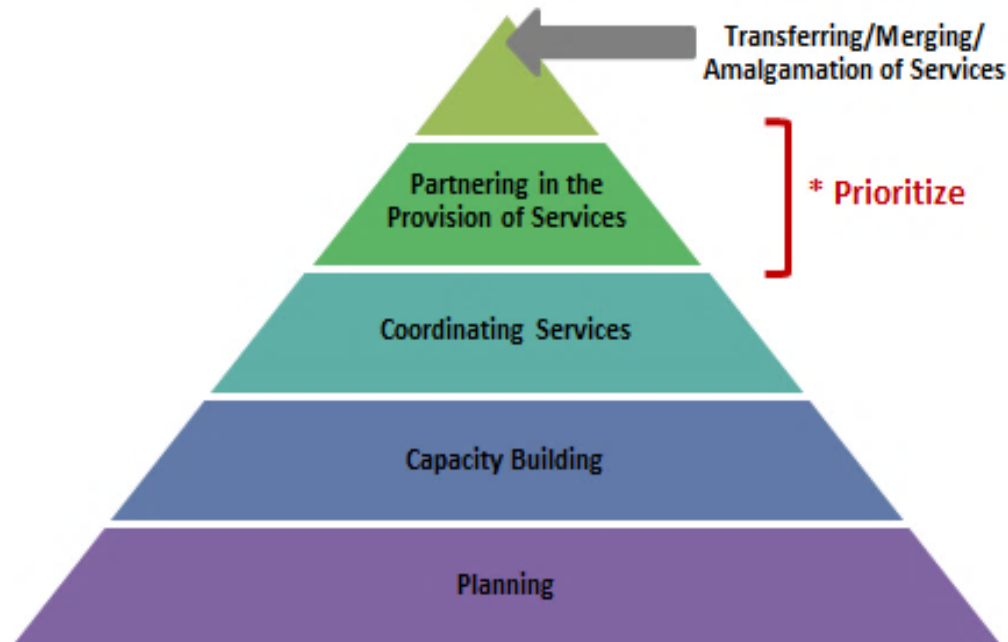 Transferring/Merging/
Amalgamation of Services
Partnering in the
Provision of Services
* Prioritize
Coordinating Services
Capacity Building
Planning